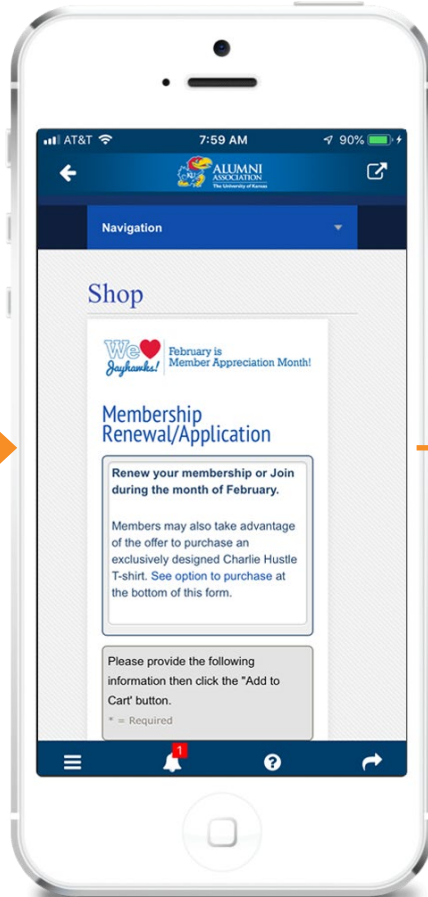 AT&T 7:59 AM 90%
KU
ALUMNI
ASSOCIATION
The University of Kansas
Navigation
Shop
We
Jayhawks!
February is
Member Appreciation Month!
Membership
Renewal/Application
Renew your membership or Join
during the month of February.
Members may also take advantage
of the offer to purchase an
exclusively designed Charlie Hustle
T-shirt. See option to purchase at
the bottom of this form.
Please provide the following
information then click the "Add to
Cart' button.
* = Required
1
?